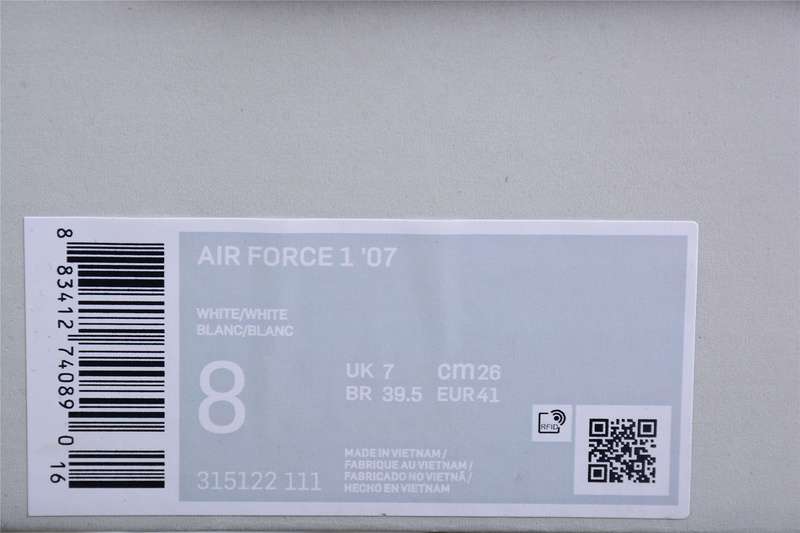 8 83412 74089 0 16
AIR FORCE 1 '07
WHITE/WHITE
BLANC/BLANC
8
UK 7 cm 26
BR 39.5 EUR 41
315122 111
MADE IN VIETNAM /
FABRIQUE AU VIETNAM /
FABRICADO NO VIETNÃ /
HECHO EN VIETNAM
RFID